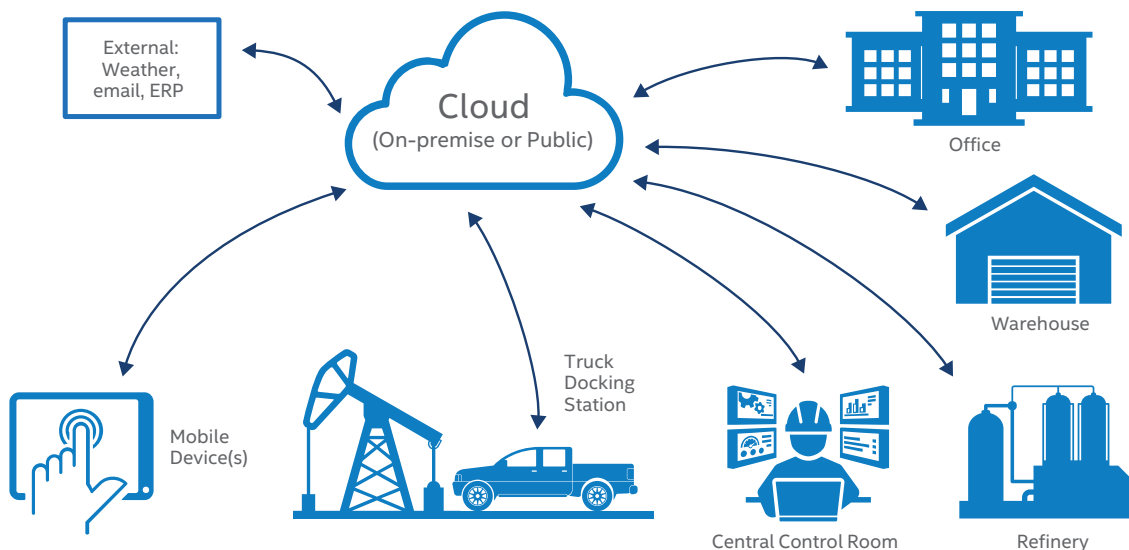 External:
Weather,
email, ERP
Cloud
(On-premise or Public)
Office
Warehouse
Truck
Docking
Station
Mobile
Device(s)
Central Control Room
Refinery